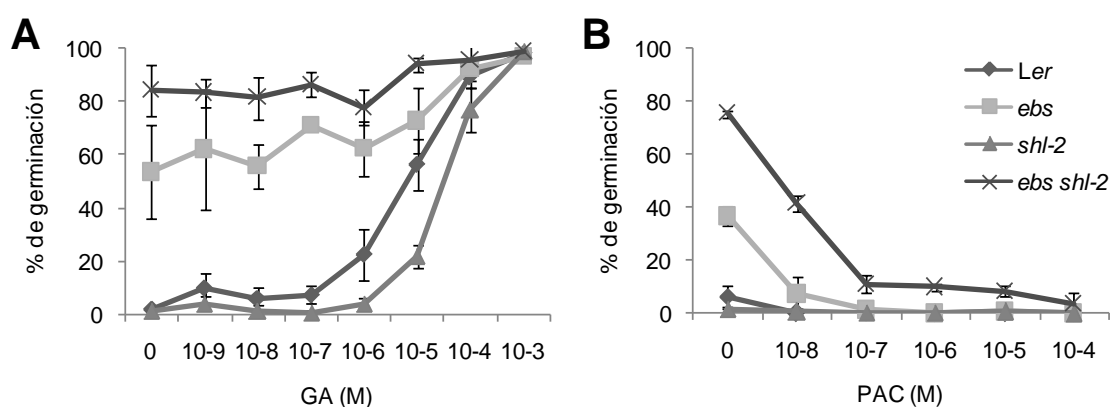 A
% de germinación
100
80
60
40
20
0
0 10-9 10-8 10-7 10-6 10-5 10-4 10-3
GA (M)
B
% de germinación
100
80
60
40
20
0
0 10-8 10-7 10-6 10-5 10-4
PAC (M)
Ler
ebs
shl-2
ebs shl-2